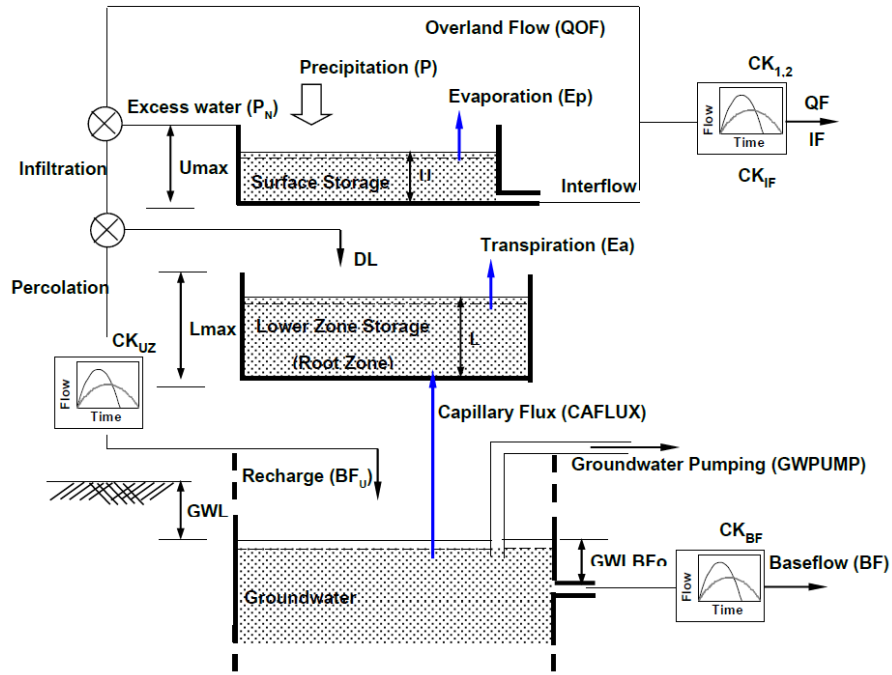 Overland Flow (QOF)
Precipitation (P)
CK1,2
Evaporation (Ep)
Excess water (PN)
Flow
Time
QF
IF
Infiltration
Umax
Surface Storage
U
Interflow
CKIF
Transpiration (Ea)
DL
Percolation
Lmax
Lower Zone Storage
(Root Zone)
L
CKUZ
Flow
Time
Capillary Flux (CAFLUX)
Groundwater Pumping (GWPUMP)
Recharge (BFU)
GWL
CKBF
GWLBFo
Baseflow (BF)
Flow
Time
Groundwater